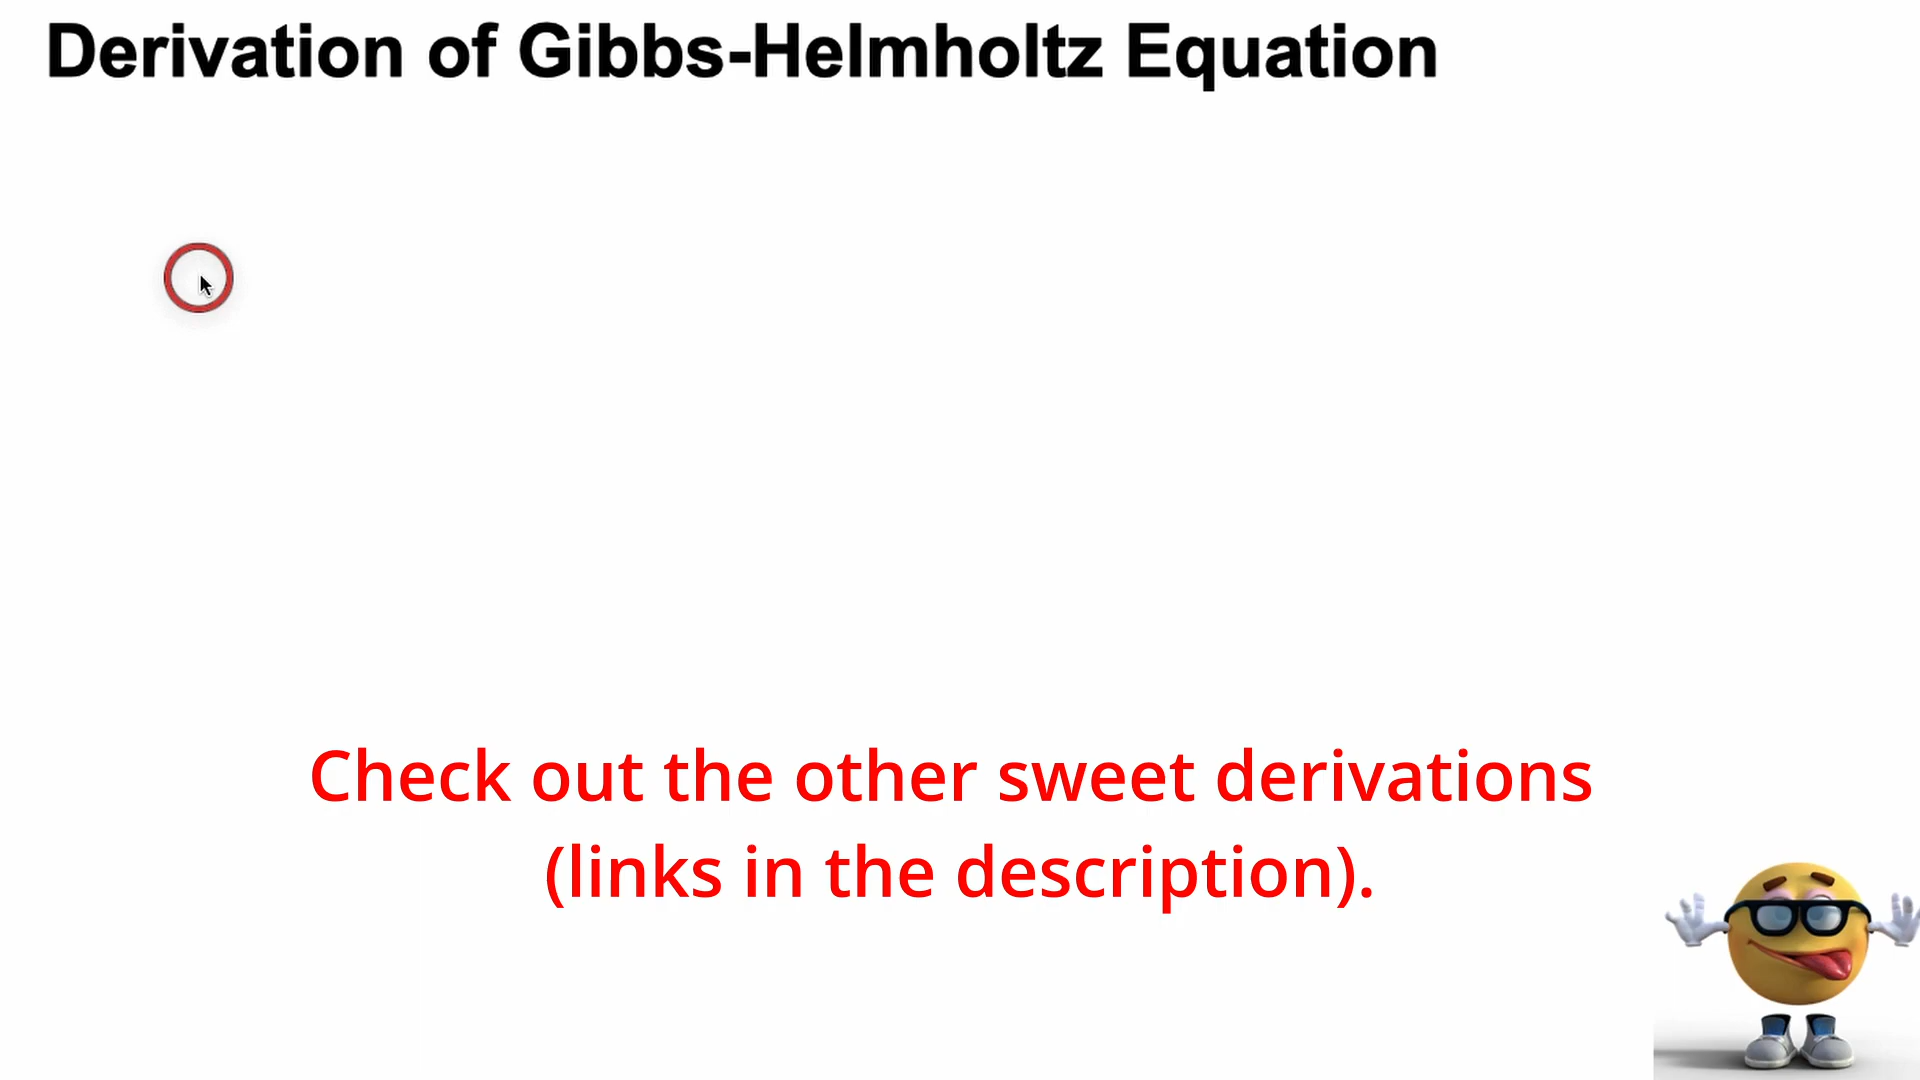 Derivation of Gibbs-Helmholtz Equation
Check out the other sweet derivations
(links in the description).